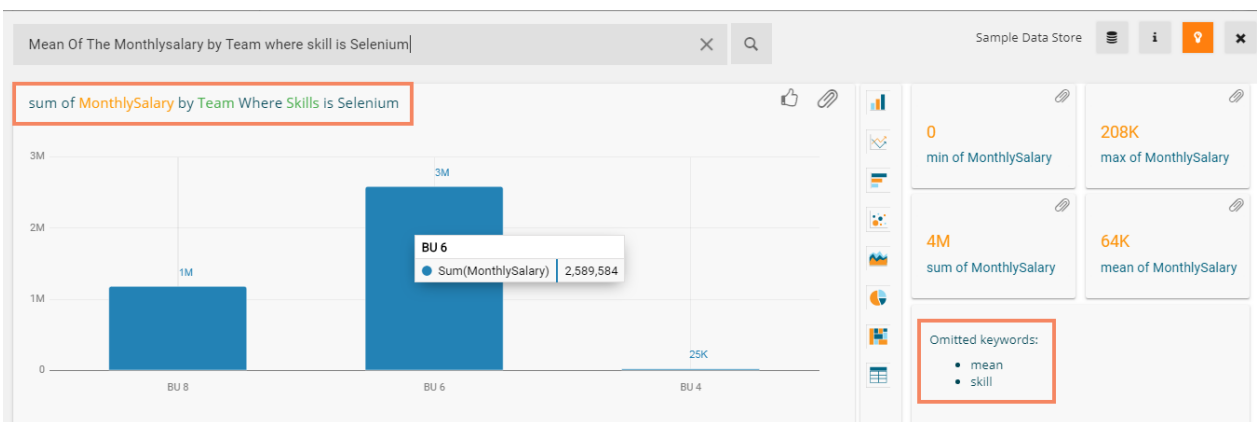 Mean Of The Monthlysalary by Team where skill is Selenium
Sample Data Store
i
sum of MonthlySalary by Team Where Skills is Selenium
3M
2M
1M
0
1M
3M
25K
BU 6
Sum(MonthlySalary) 2,589,584
BU 8
BU 6
BU 4
0
min of MonthlySalary
208K
max of MonthlySalary
4M
sum of MonthlySalary
64K
mean of MonthlySalary
Omitted keywords:
• mean
• skill